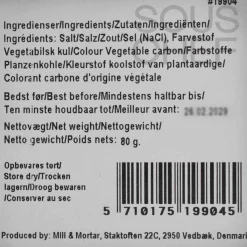 #19904
Ingredienser/Ingredients/Zutaten/Ingrediënten/
Ingrédients: Salt/Salz/Zout/Sel (NaCl), Farvestof
Vegetabilsk kul/Colour Vegetable carbon/Farbstoffe
Planzenkohle/Kleurstof koolstof van plantaardige/
Colorant carbone d'origine végétale
Bedst før/Best before/Mindestens haltbar bis/
Ten minste houdbaar tot/Meilleur avant: 26.02.2029
Nettovægt/Net weight/Nettogewicht/
Netto gewicht/Poids nete: 80 g.
Opbevares tørt/
Store dry/Trocken
lagern/Droog bewaren
/Conserver au sec
5 710175 199045
Produced by: Mill & Mortar, Staktoften 22C, 2950 Vedbæk, Denmark